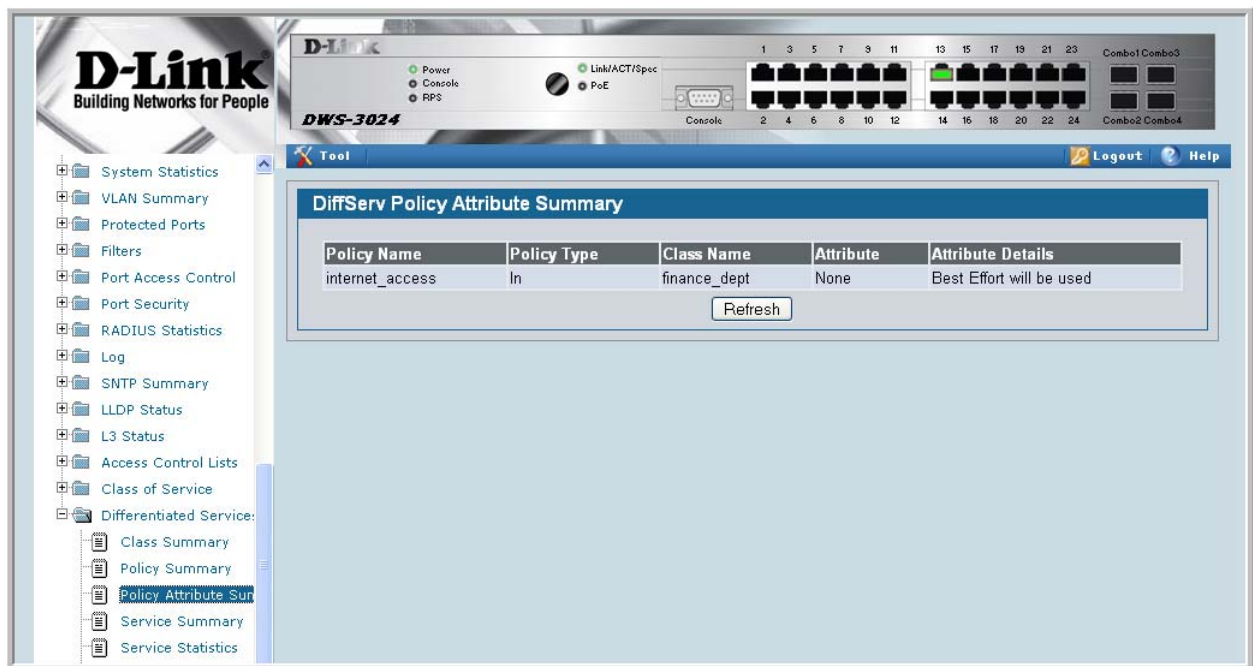 D-Link
Building Networks for People
D-Link
Power
Console
RPS
Link/ACT/Spec
PoE
DWS-3024
Console
1 3 5 7 9 11 13 15 17 19 21 23
2 4 6 8 10 12 14 16 18 20 22 24
Combo1 Combo3
Combo2 Combo4
Tool
Logout
Help
System Statistics
VLAN Summary
Protected Ports
Filters
Port Access Control
Port Security
RADIUS Statistics
Log
SNTP Summary
LLDP Status
L3 Status
Access Control Lists
Class of Service
Differentiated Service
Class Summary
Policy Summary
Policy Attribute Sun
Service Summary
Service Statistics
DiffServ Policy Attribute Summary
Policy Name Policy Type Class Name Attribute Attribute Details
internet_access In finance_dept None Best Effort will be used
Refresh